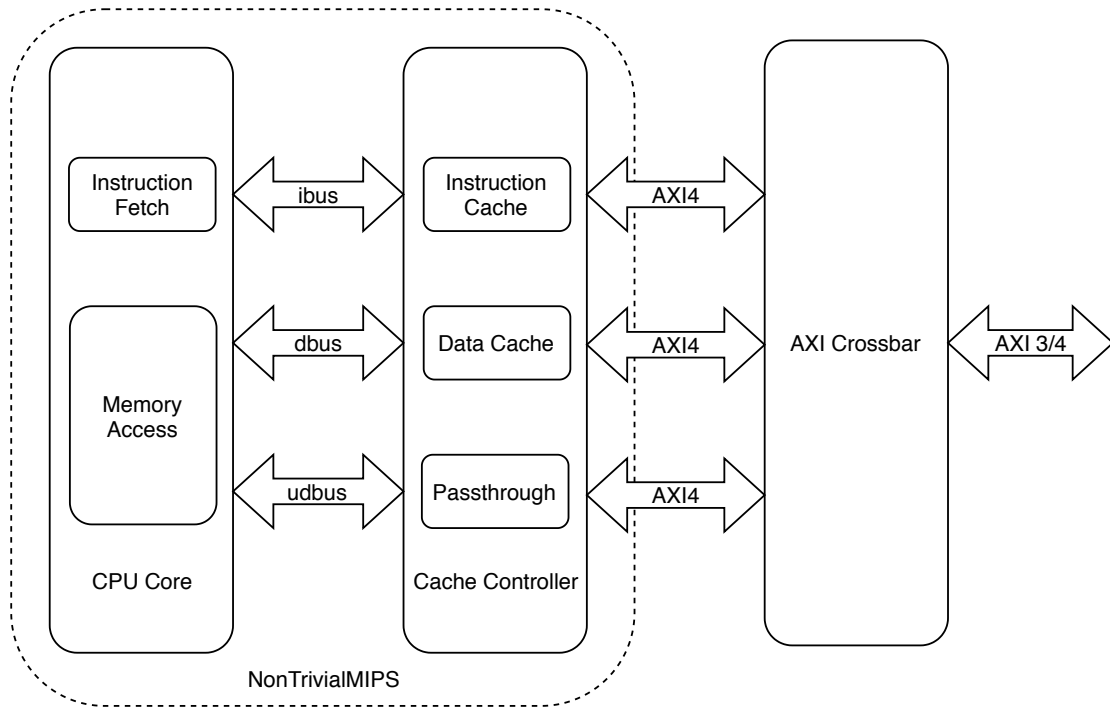 Instruction
Fetch
ibus
Instruction
Cache
AXI4
Memory
Access
dbus
Data Cache
AXI4
AXI Crossbar
AXI 3/4
udbus
Passthrough
AXI4
CPU Core
Cache Controller
NonTrivialMIPS